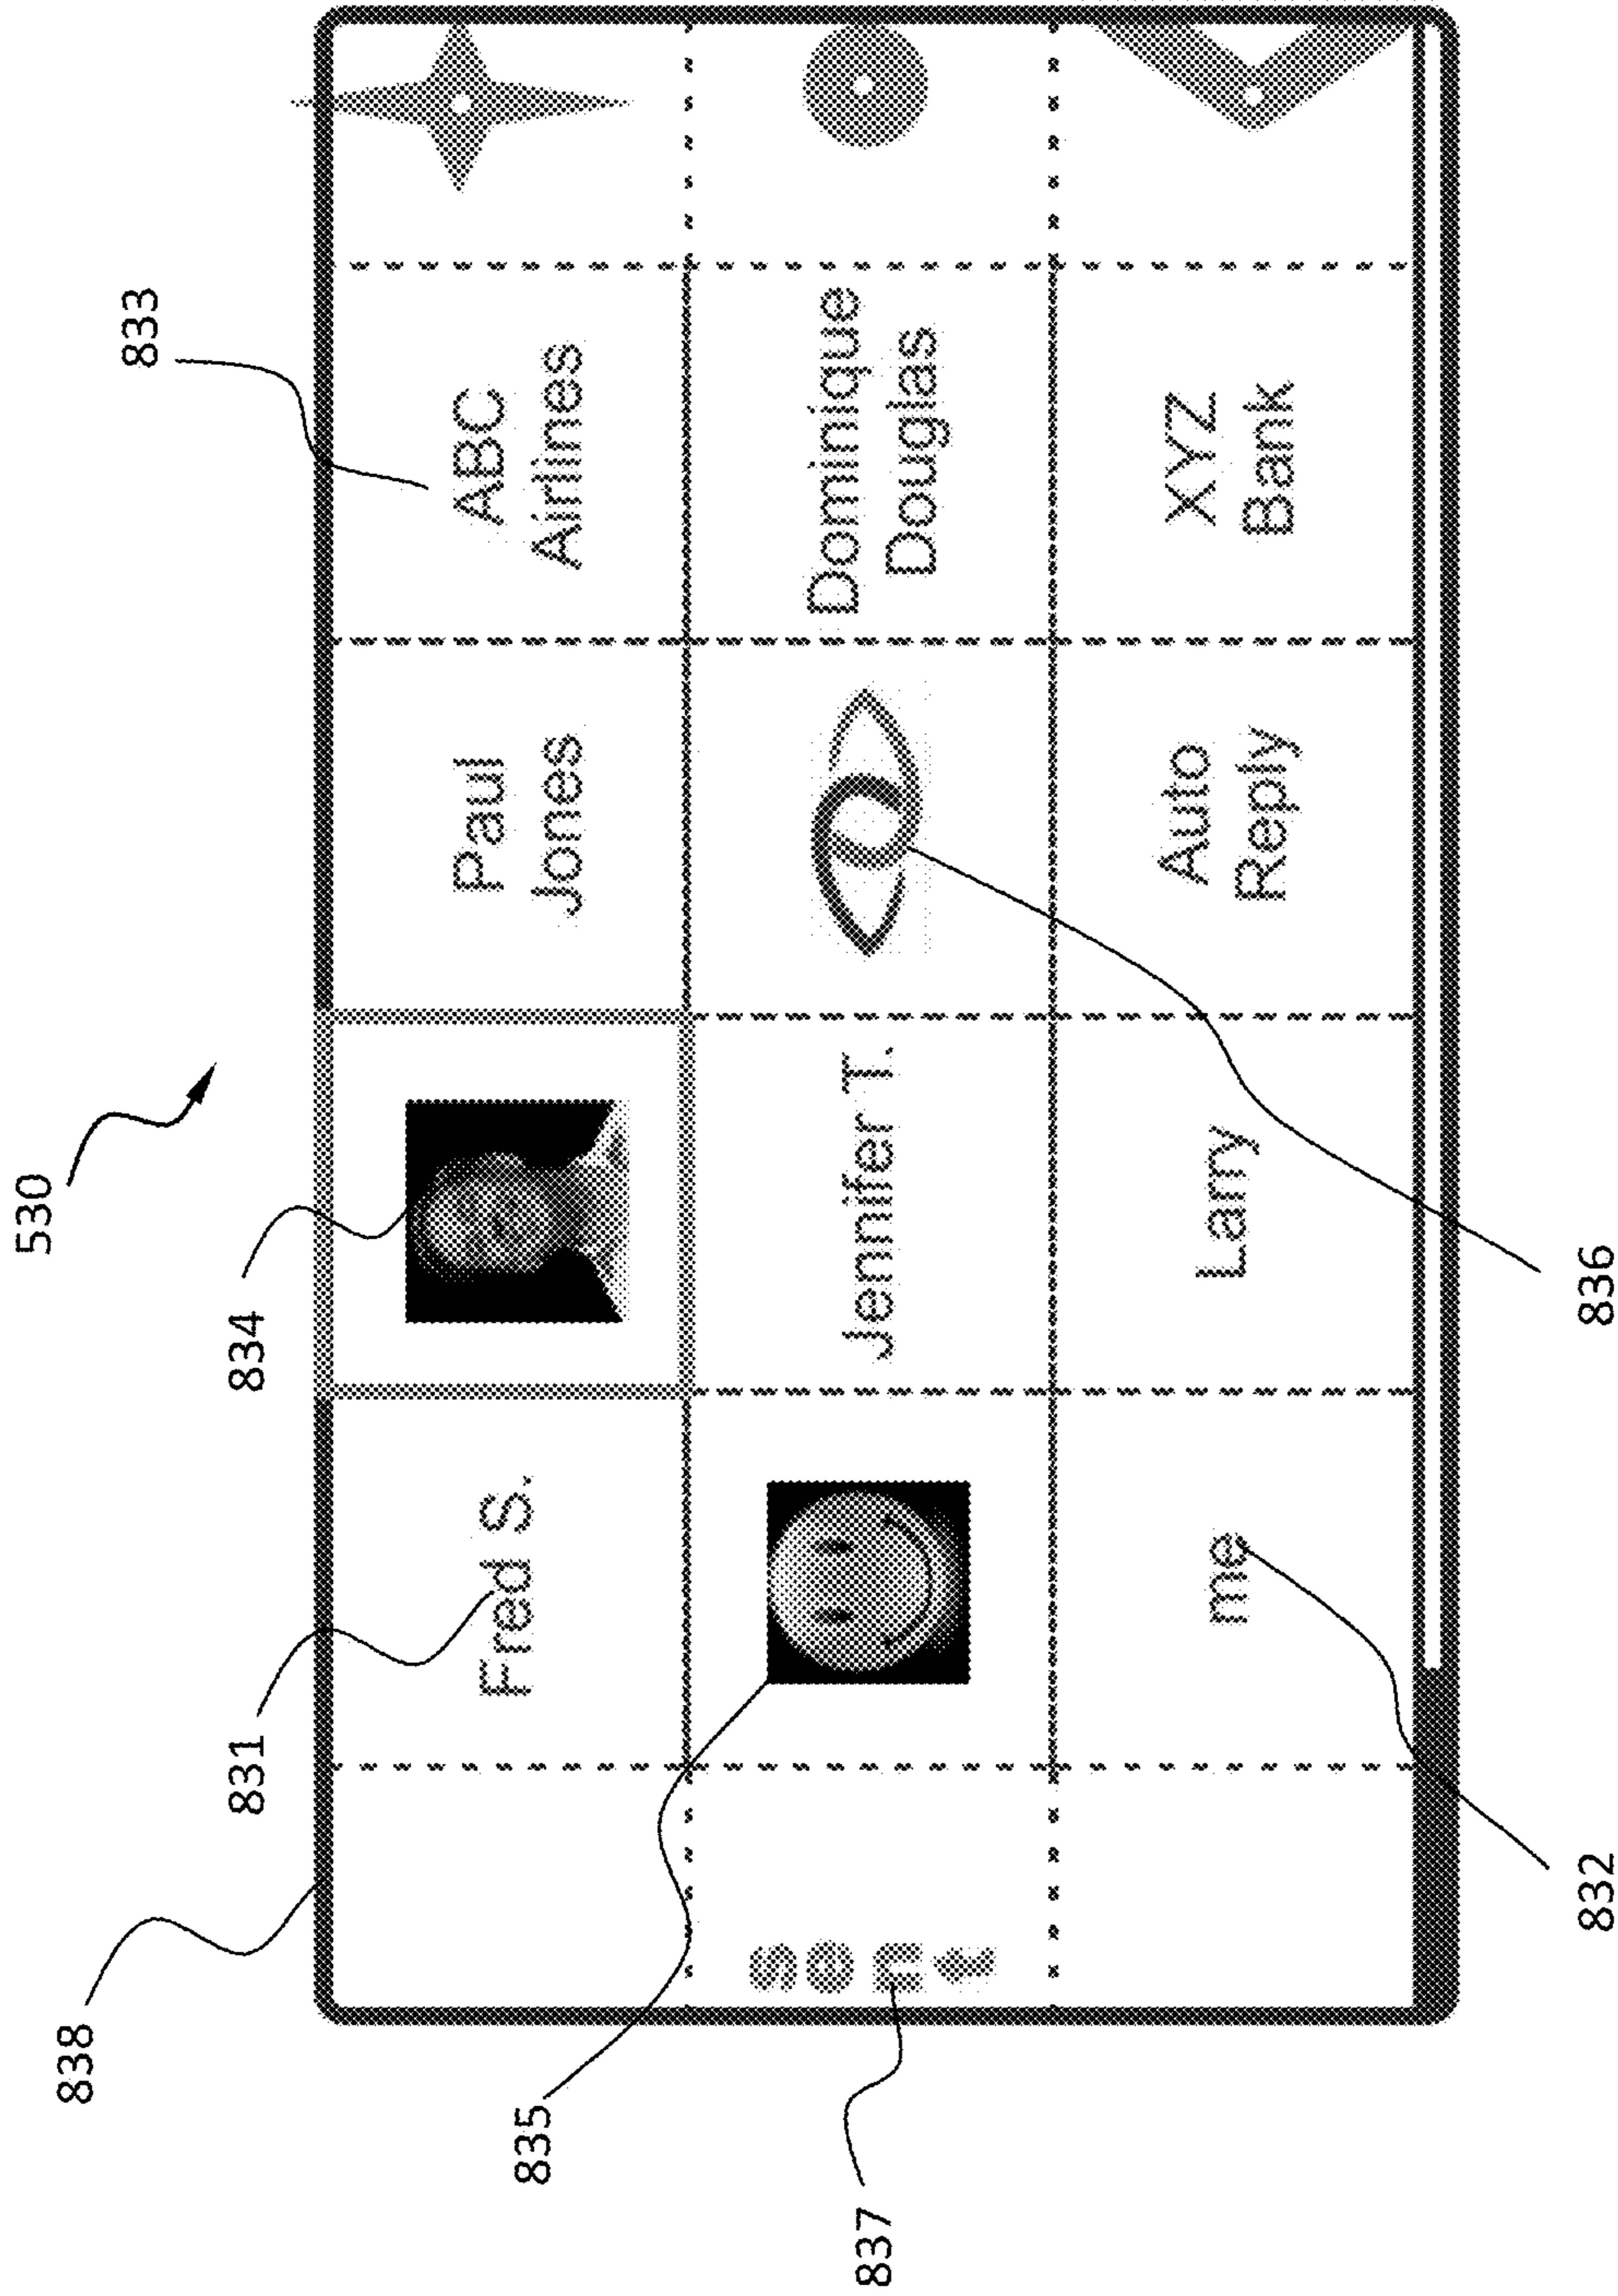 530
838
833
831
834
Fred S.
Paul
Jones
ABC
Airlines
835
837
s
e
n
t
Jennifer T.
Dominique
Douglas
me
Larry
Auto
Reply
XYZ
Bank
832
836